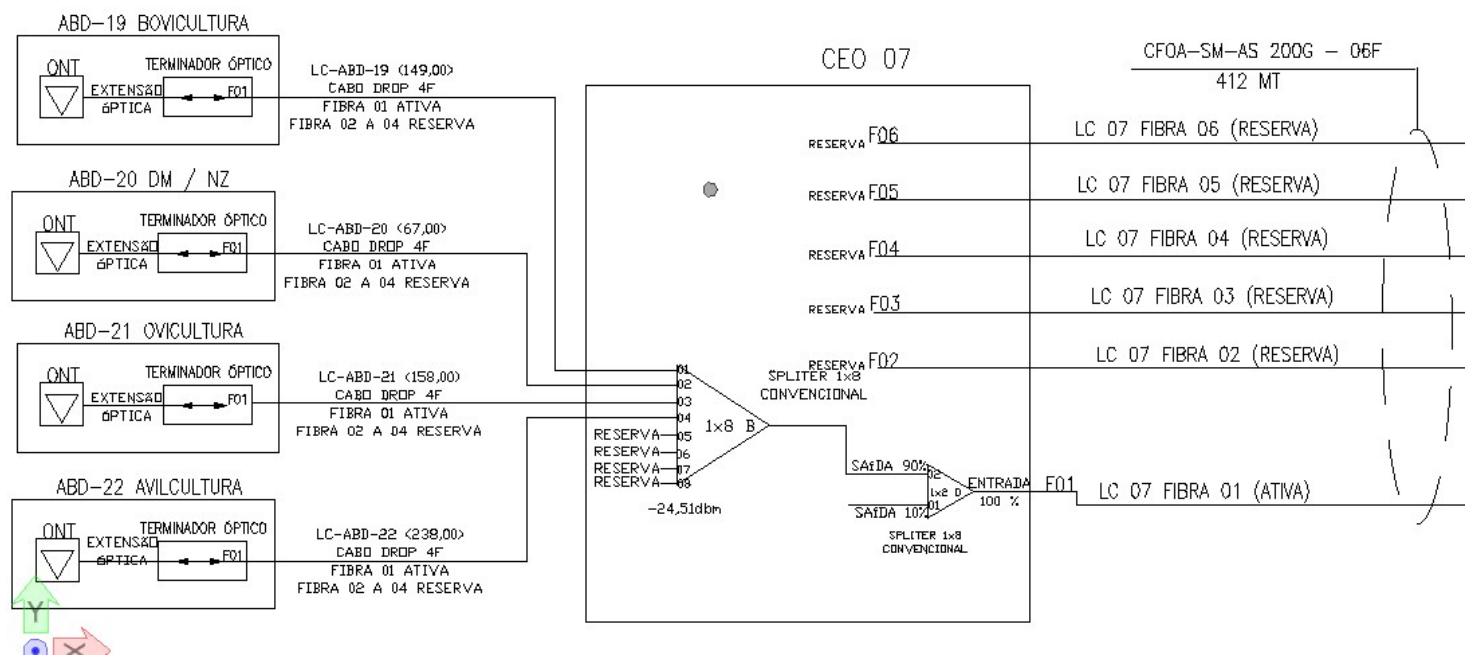 ABD-19 BOVICULTURA
ONT
TERMINADOR ÓPTICO
EXTENSÃO
óPTICA
F01
LC-ABD-19 (149,00)
CABO DROP 4F
FIBRA 01 ATIVA
FIBRA 02 A 04 RESERVA
ABD-20 DM / NZ
ONT
TERMINADOR ÓPTICO
EXTENSÃO
óPTICA
F01
LC-ABD-20 (67,00)
CABO DROP 4F
FIBRA 01 ATIVA
FIBRA 02 A 04 RESERVA
ABD-21 OVICULTURA
ONT
TERMINADOR ÓPTICO
EXTENSÃO
óPTICA
F01
LC-ABD-21 (158,00)
CABO DROP 4F
FIBRA 01 ATIVA
FIBRA 02 A 04 RESERVA
ABD-22 AVILCULTURA
ONT
TERMINADOR ÓPTICO
EXTENSÃO
óPTICA
F01
LC-ABD-22 (238,00)
CABO DROP 4F
FIBRA 01 ATIVA
FIBRA 02 A 04 RESERVA
CEO 07
RESERVA F06
RESERVA F05
RESERVA F04
RESERVA F03
RESERVA F02
SPLITER 1x8
CONVENCIONAL
01
02
03
04
RESERVA 05
RESERVA 06
RESERVA 07
RESERVA 08
1x8 B
-24,51dbm
SAíDA 90%
02
1x2 D
01
SAíDA 10%
SPLITER 1x8
CONVENCIONAL
ENTRADA
100 %
F01
CFOA-SM-AS 200G - 06F
412 MT
LC 07 FIBRA 06 (RESERVA)
LC 07 FIBRA 05 (RESERVA)
LC 07 FIBRA 04 (RESERVA)
LC 07 FIBRA 03 (RESERVA)
LC 07 FIBRA 02 (RESERVA)
LC 07 FIBRA 01 (ATIVA)
Y
X